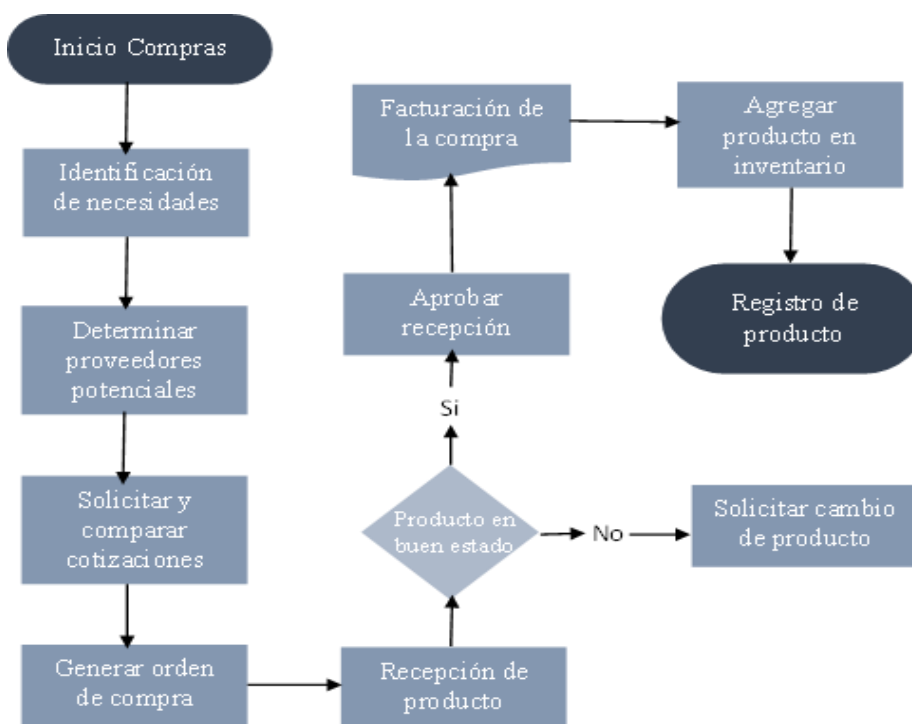 Inicio Compras
Identificación
de necesidades
Determinar
proveedores
potenciales
Solicitar y
comparar
cotizaciones
Generar orden
de compra
Recepción de
producto
Producto en
buen estado
Si
No
Solicitar cambio
de producto
Aprobar
recepción
Facturación de
la compra
Agregar
producto en
inventario
Registro de
producto